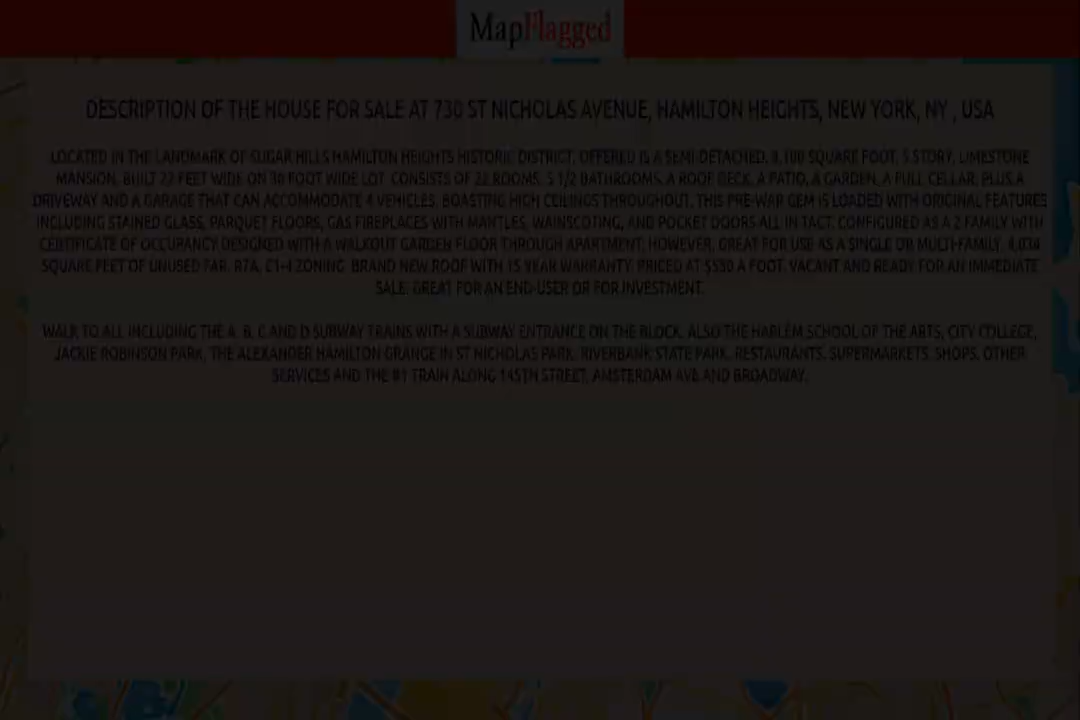 MapFlagged
DESCRIPTION OF THE HOUSE FOR SALE AT 730 ST NICHOLAS AVENUE, HAMILTON HEIGHTS, NEW YORK, NY , USA
LOCATED IN THE LANDMARK OF SUGAR HILLS HAMILTON HEIGHTS HISTORIC DISTRICT, OFFERED IS A SEMI-DETACHED, 8,100 SQUARE FOOT, 5 STORY, LIMESTONE
MANSION, BUILT 22 FEET WIDE ON 30 FOOT WIDE LOT. CONSISTS OF 22 ROOMS, 5 1/2 BATHROOMS, A ROOF DECK, A PATIO, A GARDEN, A FULL CELLAR, PLUS A
DRIVEWAY AND A GARAGE THAT CAN ACCOMMODATE 4 VEHICLES. BOASTING HIGH CEILINGS THROUGHOUT, THIS PRE-WAR GEM IS LOADED WITH ORIGINAL FEATURES
INCLUDING STAINED GLASS, PARQUET FLOORS, GAS FIREPLACES WITH MANTLES, WAINSCOTING, AND POCKET DOORS ALL IN TACT. CONFIGURED AS A 2 FAMILY WITH
CERTIFICATE OF OCCUPANCY DESIGNED WITH A WALKOUT GARDEN FLOOR THROUGH APARTMENT. HOWEVER, GREAT FOR USE AS A SINGLE OR MULTI-FAMILY. 4,034
SQUARE FEET OF UNUSED FAR. R7A, C1-4 ZONING. BRAND NEW ROOF WITH 15 YEAR WARRANTY. PRICED AT $530 A FOOT. VACANT AND READY FOR AN IMMEDIATE
SALE. GREAT FOR AN END-USER OR FOR INVESTMENT.
WALK TO ALL INCLUDING THE A, B, C AND D SUBWAY TRAINS WITH A SUBWAY ENTRANCE ON THE BLOCK. ALSO THE HARLEM SCHOOL OF THE ARTS, CITY COLLEGE,
JACKIE ROBINSON PARK, THE ALEXANDER HAMILTON GRANGE IN ST NICHOLAS PARK, RIVERBANK STATE PARK, RESTAURANTS, SUPERMARKETS, SHOPS, OTHER
SERVICES AND THE #1 TRAIN ALONG 145TH STREET, AMSTERDAM AVE AND BROADWAY.